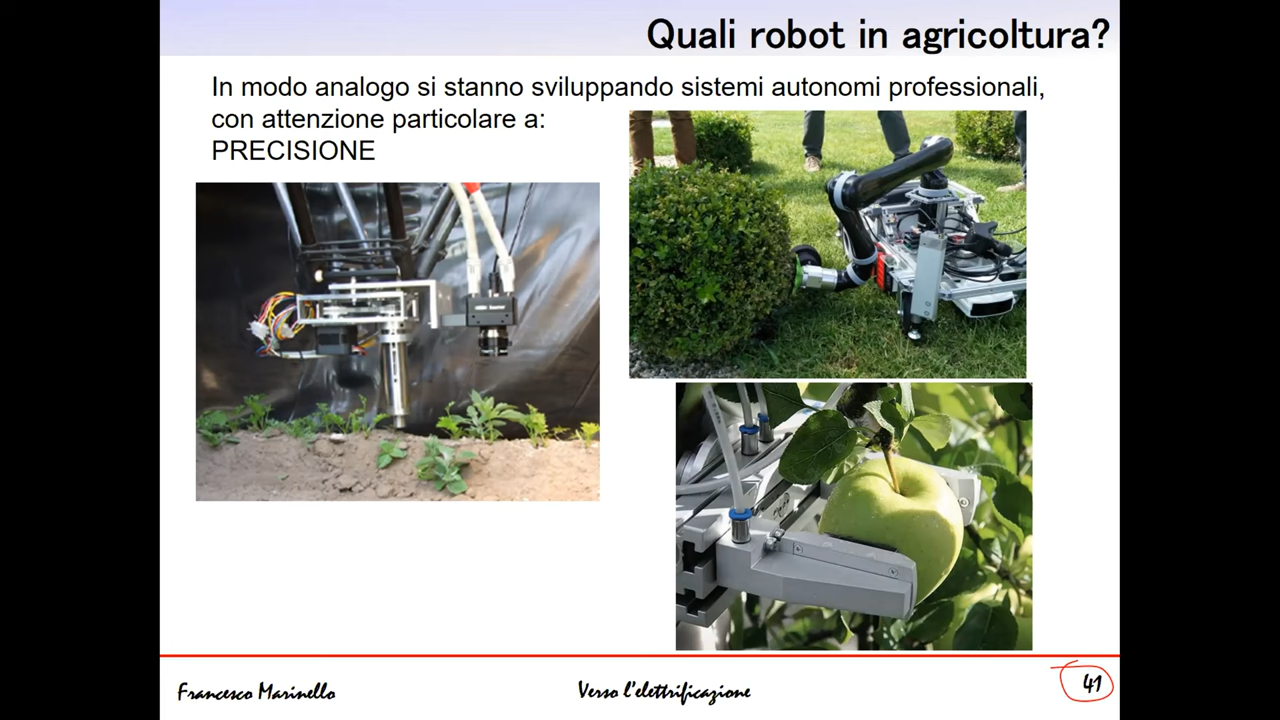 Quali robot in agricoltura?
In modo analogo si stanno sviluppando sistemi autonomi professionali,
con attenzione particolare a:
PRECISIONE
Francesco Marinello
Verso l'elettrificazione
41